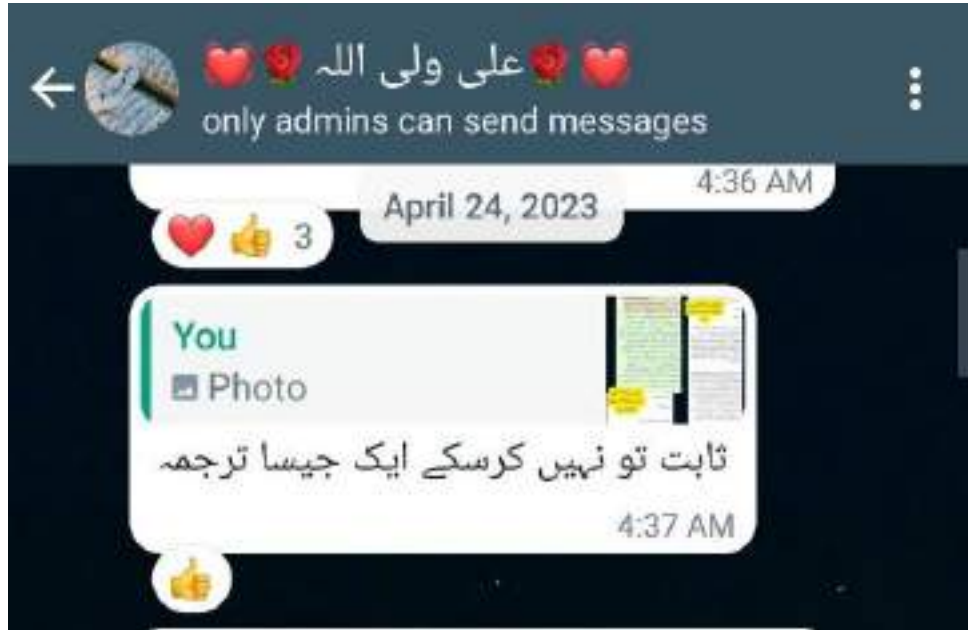 💓🌹علی ولی اللہ🌹💓
only admins can send messages
4:36 AM
April 24, 2023
❤️👍 3
You
Photo
ثابت تو نہیں کرسکے ایک جیسا ترجمہ
4:37 AM
👍